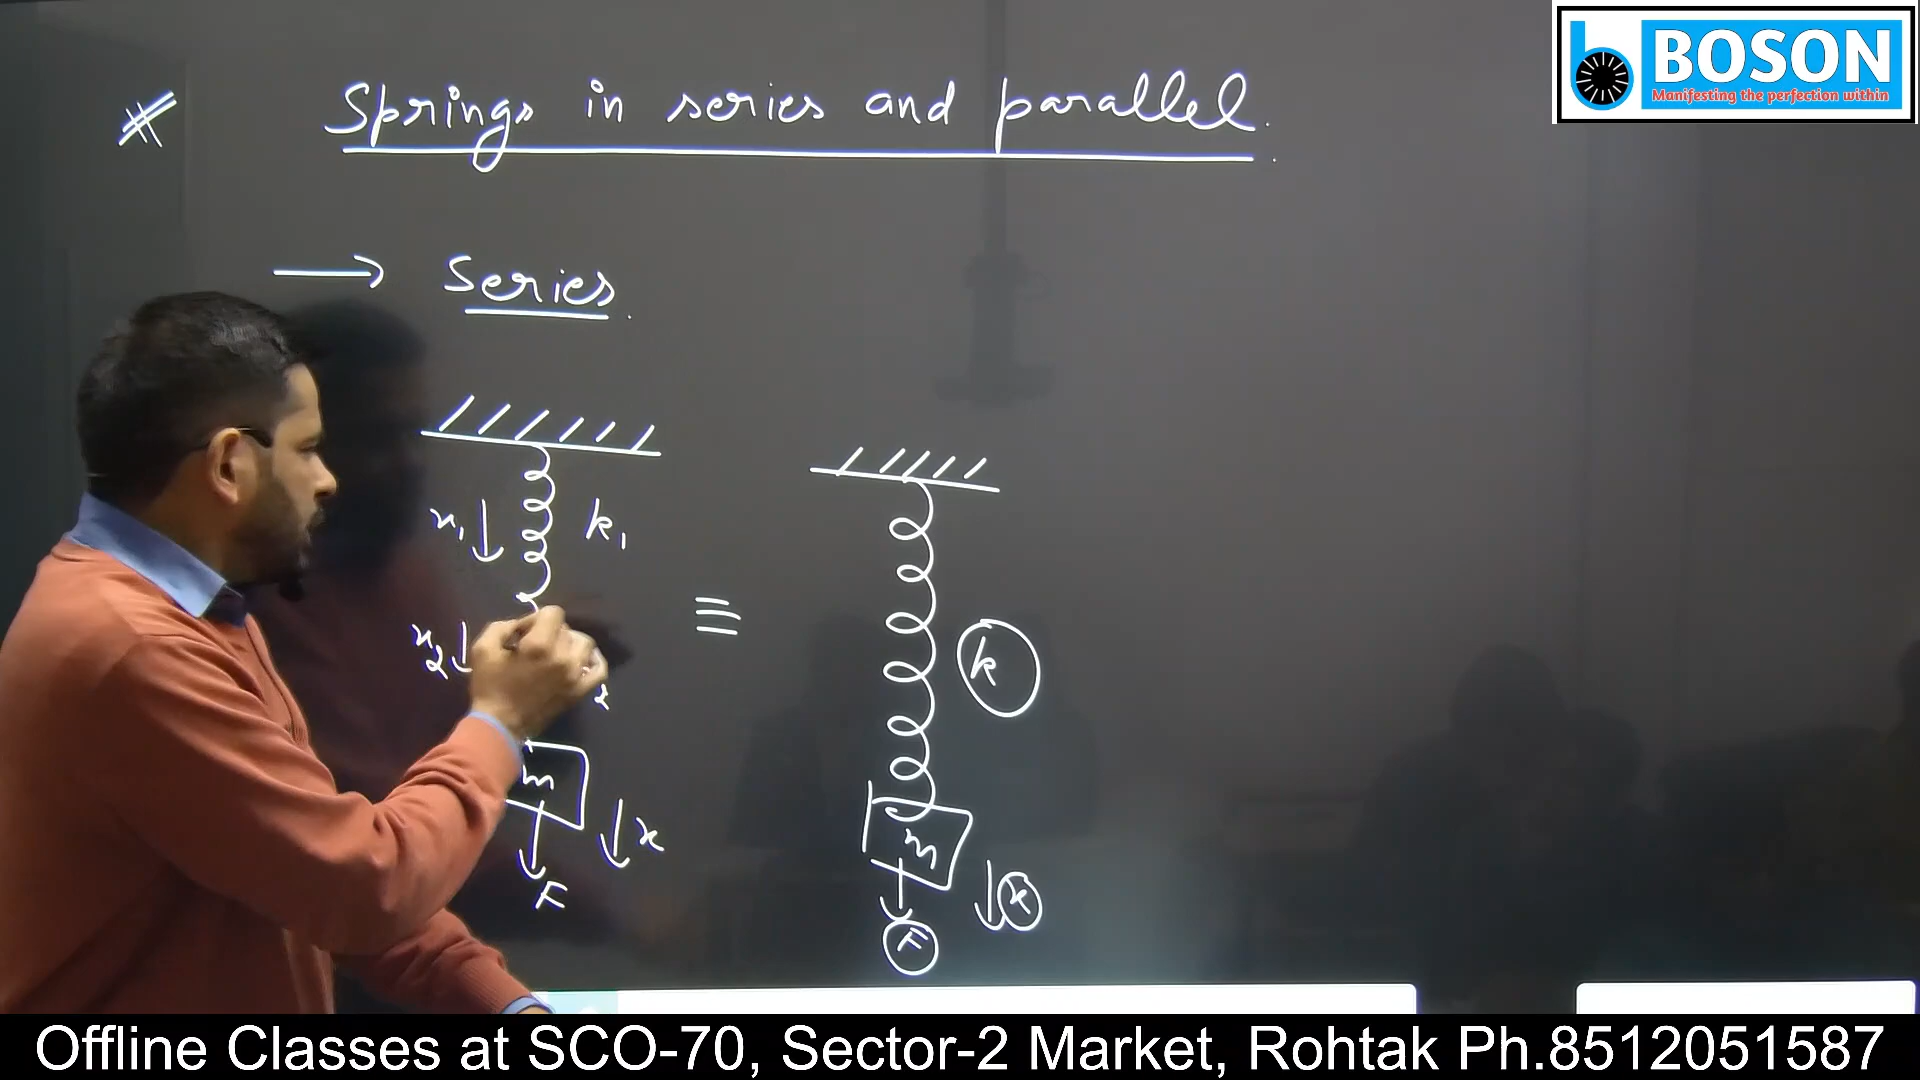 BOSON
Manifesting the perfection within
Springs in series and parallel.
→ Series.
x₁ ↓ k₁
≡
x₂ ↓ ₂
k
m
m
↓ x
↓ x
F
F
Offline Classes at SCO-70, Sector-2 Market, Rohtak Ph.8512051587